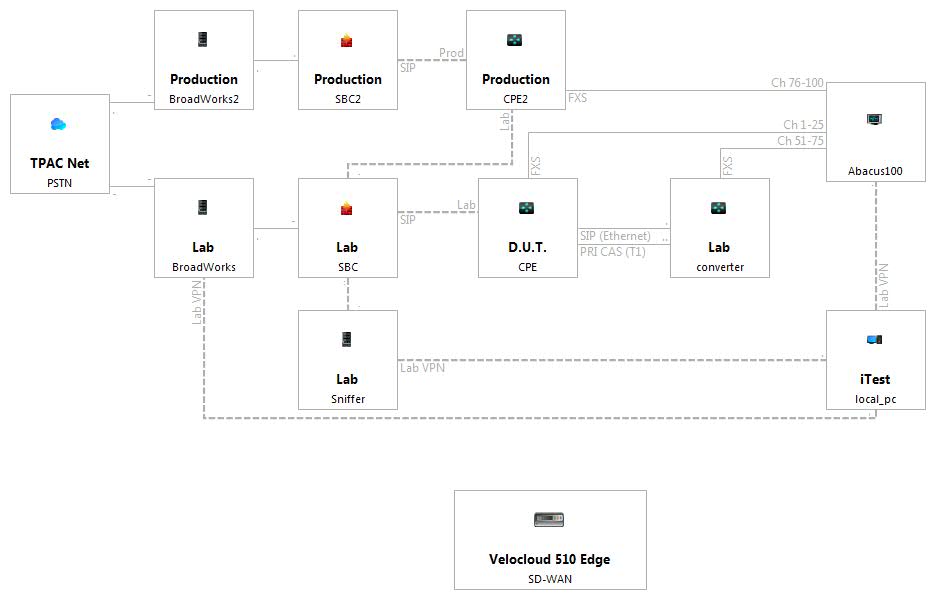 Production
BroadWorks2
Production
SBC2
Prod
SIP
Production
CPE2
FXS
Ch 76-100
TPAC Net
PSTN
Lab
Ch 1-25
Ch 51-75
Abacus100
FXS
FXS
Lab
BroadWorks
Lab
SBC
Lab
SIP
D.U.T.
CPE
SIP (Ethernet)
PRI CAS (T1)
Lab
converter
Lab VPN
Lab VPN
Lab
Sniffer
Lab VPN
iTest
local_pc
Velocloud 510 Edge
SD-WAN